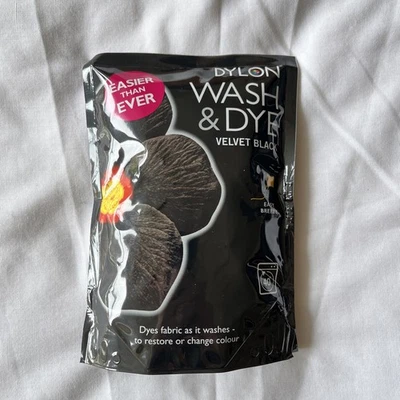 EASIER
THAN
EVER
DYLON
WASH
& DYE
VELVET BLACK
Dyes fabric as it washes -
to restore or change colour